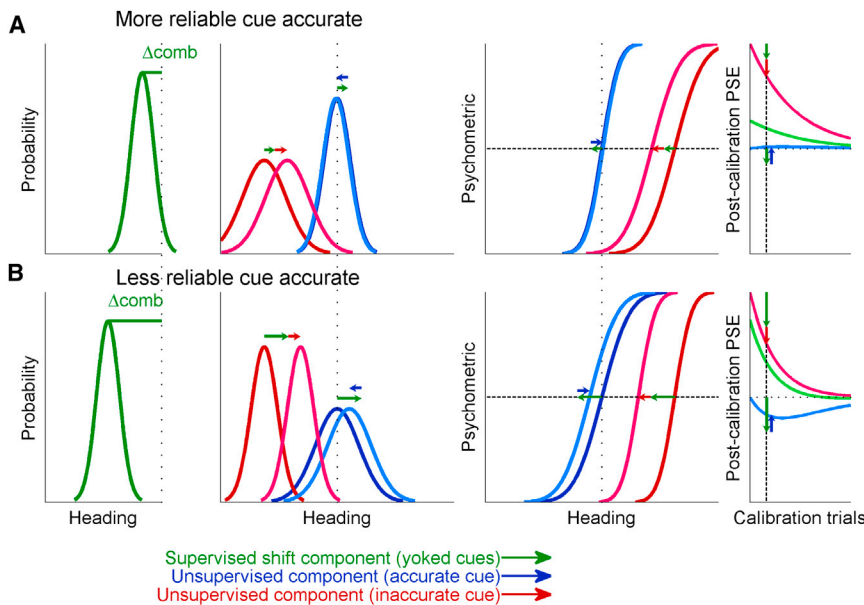 A
More reliable cue accurate
Δcomb
Probability
Psychometric
Post-calibration PSE
B
Less reliable cue accurate
Δcomb
Probability
Psychometric
Post-calibration PSE
Heading
Heading
Heading
Calibration trials
Supervised shift component (yoked cues)
Unsupervised component (accurate cue)
Unsupervised component (inaccurate cue)